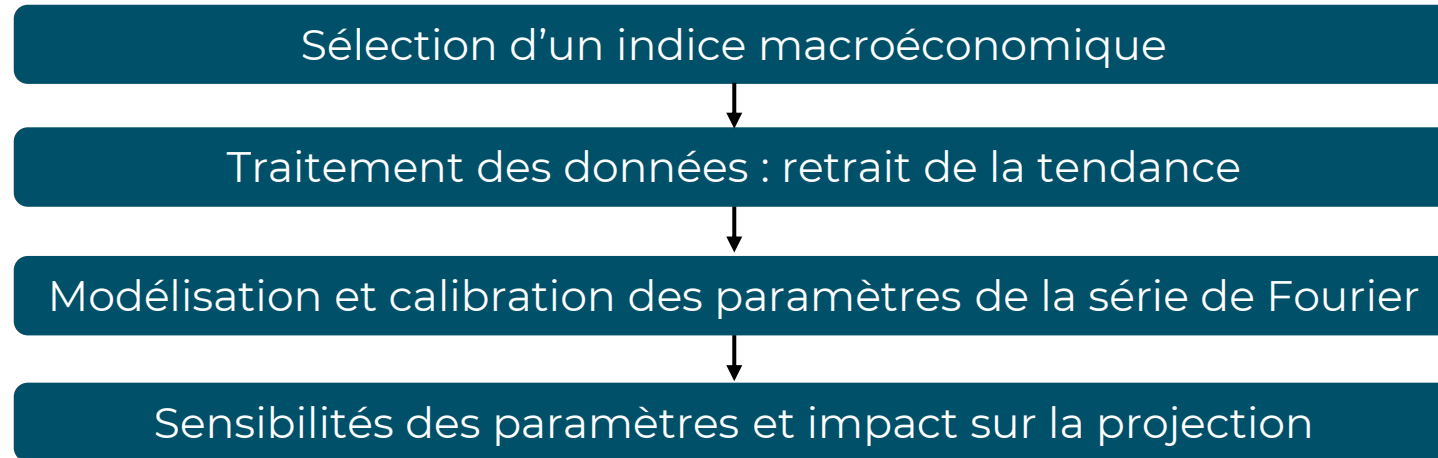 Sélection d’un indice macroéconomique
Traitement des données : retrait de la tendance
Modélisation et calibration des paramètres de la série de Fourier
Sensibilités des paramètres et impact sur la projection